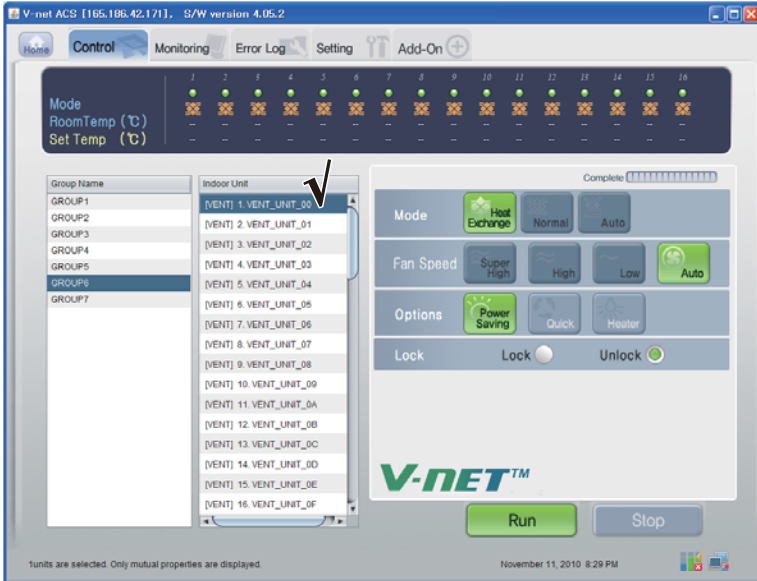 V-net ACS [165.186.42.171],   S/W version 4.05.2
Home Control Monitoring Error Log Setting Add-On
1 2 3 4 5 6 7 8 9 10 11 12 13 14 15 16
Mode
RoomTemp (℃) -- -- -- -- -- -- -- -- -- -- -- -- -- -- -- --
Set Temp (℃) -- -- -- -- -- -- -- -- -- -- -- -- -- -- -- --
Group Name
GROUP1
GROUP2
GROUP3
GROUP4
GROUP5
GROUP6
GROUP7
Indoor Unit
[VENT] 1. VENT_UNIT_00
[VENT] 2. VENT_UNIT_01
[VENT] 3. VENT_UNIT_02
[VENT] 4. VENT_UNIT_03
[VENT] 5. VENT_UNIT_04
[VENT] 6. VENT_UNIT_05
[VENT] 7. VENT_UNIT_06
[VENT] 8. VENT_UNIT_07
[VENT] 9. VENT_UNIT_08
[VENT] 10. VENT_UNIT_09
[VENT] 11. VENT_UNIT_0A
[VENT] 12. VENT_UNIT_0B
[VENT] 13. VENT_UNIT_0C
[VENT] 14. VENT_UNIT_0D
[VENT] 15. VENT_UNIT_0E
[VENT] 16. VENT_UNIT_0F
Complete
Mode Heat Exchange Normal Auto
Fan Speed Super High High Low Auto
Options Power Saving Quick Heater
Lock Lock Unlock
V-NET™
Run Stop
1units are selected. Only mutual properties are displayed.
November 11, 2010 8:29 PM